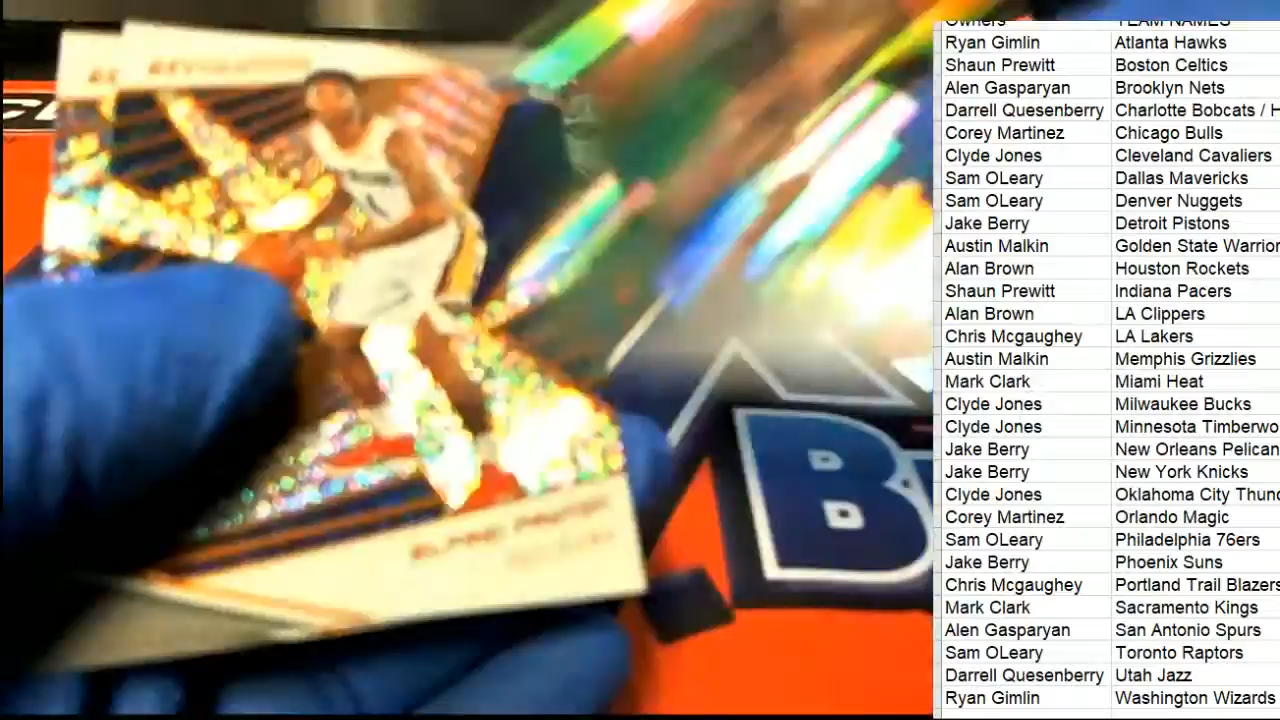 Owners TEAM NAMES
Ryan Gimlin Atlanta Hawks
Shaun Prewitt Boston Celtics
Alen Gasparyan Brooklyn Nets
Darrell Quesenberry Charlotte Bobcats / H
Corey Martinez Chicago Bulls
Clyde Jones Cleveland Cavaliers
Sam OLeary Dallas Mavericks
Sam OLeary Denver Nuggets
Jake Berry Detroit Pistons
Austin Malkin Golden State Warrior
Alan Brown Houston Rockets
Shaun Prewitt Indiana Pacers
Alan Brown LA Clippers
Chris Mcgaughey LA Lakers
Austin Malkin Memphis Grizzlies
Mark Clark Miami Heat
Clyde Jones Milwaukee Bucks
Clyde Jones Minnesota Timberwo
Jake Berry New Orleans Pelican
Jake Berry New York Knicks
Clyde Jones Oklahoma City Thund
Corey Martinez Orlando Magic
Sam OLeary Philadelphia 76ers
Jake Berry Phoenix Suns
Chris Mcgaughey Portland Trail Blazers
Mark Clark Sacramento Kings
Alen Gasparyan San Antonio Spurs
Sam OLeary Toronto Raptors
Darrell Quesenberry Utah Jazz
Ryan Gimlin Washington Wizards
B